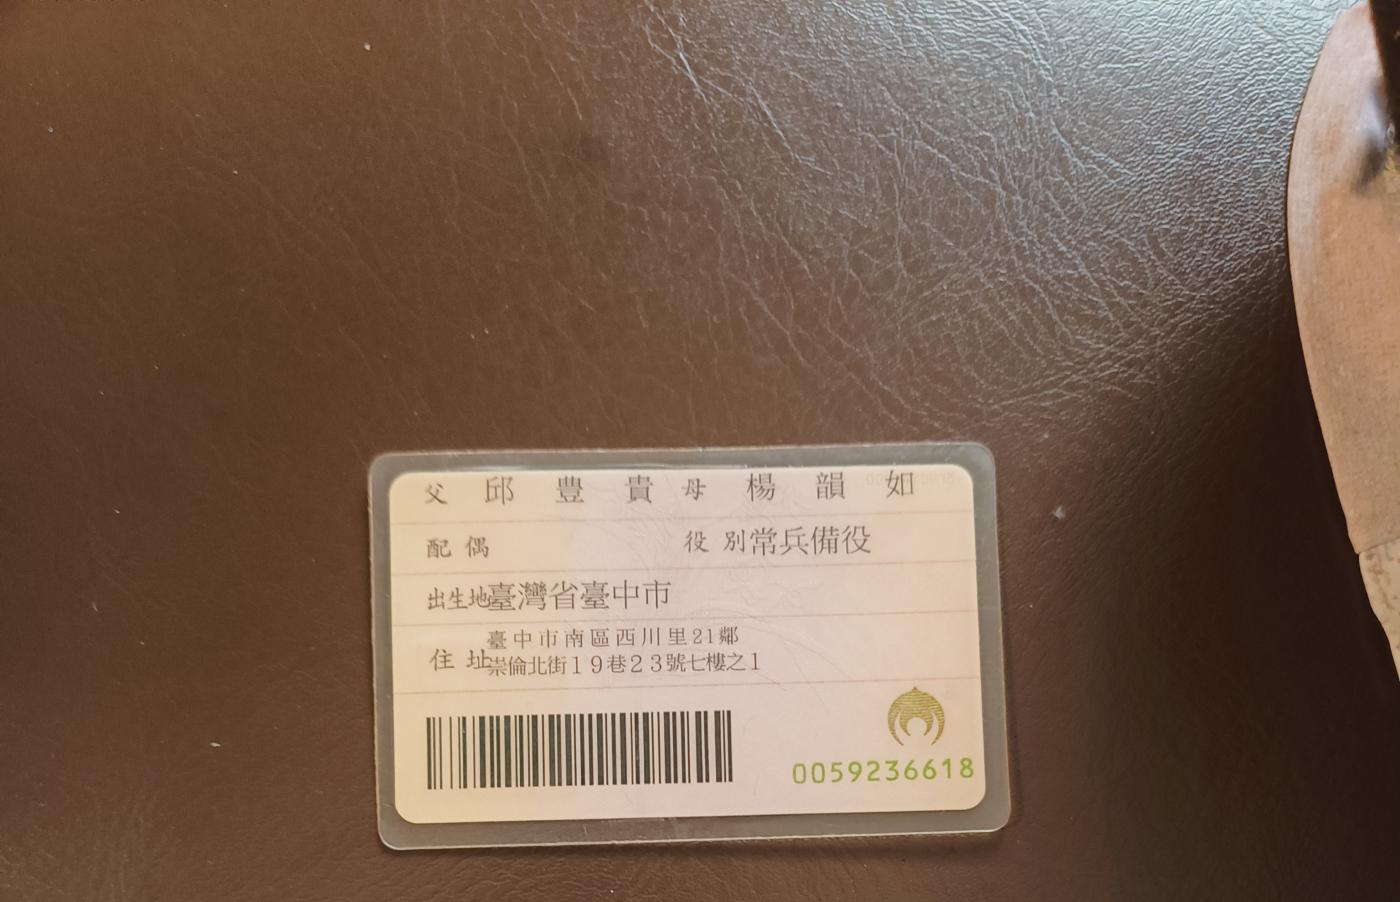 父 邱豐貴 母 楊韻如
配偶 役別常兵備役
出生地臺灣省臺中市
臺中市南區西川里21鄰
住址崇倫北街19巷23號七樓之1
0059236618